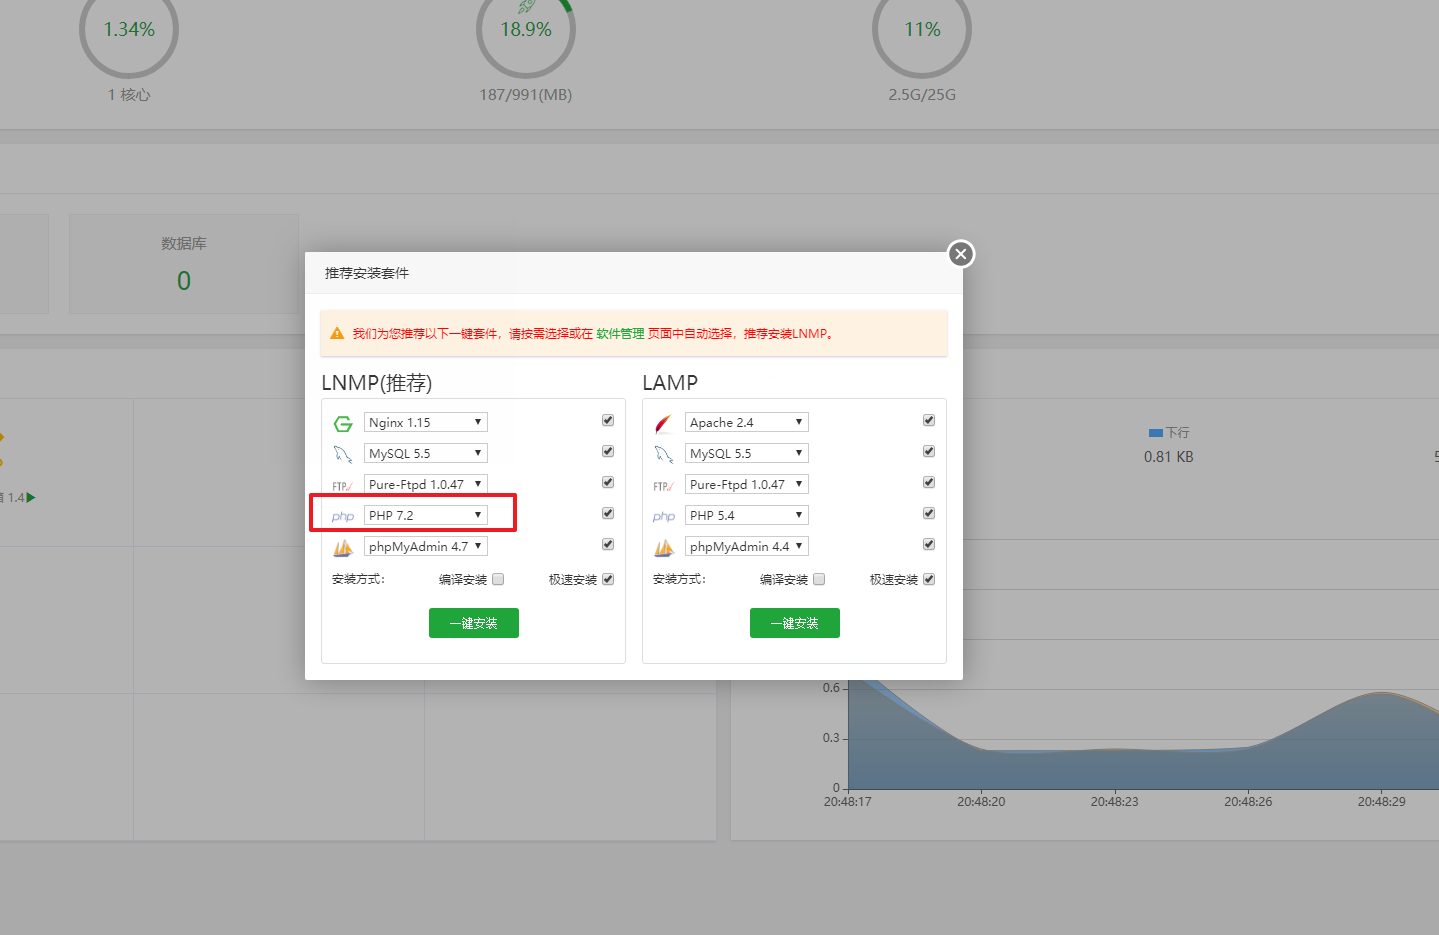 1.34%
18.9%
11%
1 核心
187/991(MB)
2.5G/25G
数据库
0
推荐安装套件
我们为您推荐以下一键套件，请按需选择或在 软件管理 页面中自动选择，推荐安装LNMP。
LNMP(推荐)
LAMP
Nginx 1.15
Apache 2.4
下行
MySQL 5.5
MySQL 5.5
0.81 KB
FTP
Pure-Ftpd 1.0.47
FTP
Pure-Ftpd 1.0.47
1.4
php
PHP 7.2
php
PHP 5.4
phpMyAdmin 4.7
phpMyAdmin 4.4
安装方式：
编译安装
极速安装
安装方式：
编译安装
极速安装
一键安装
一键安装
0.6
0.3
0
20:48:17
20:48:20
20:48:23
20:48:26
20:48:29